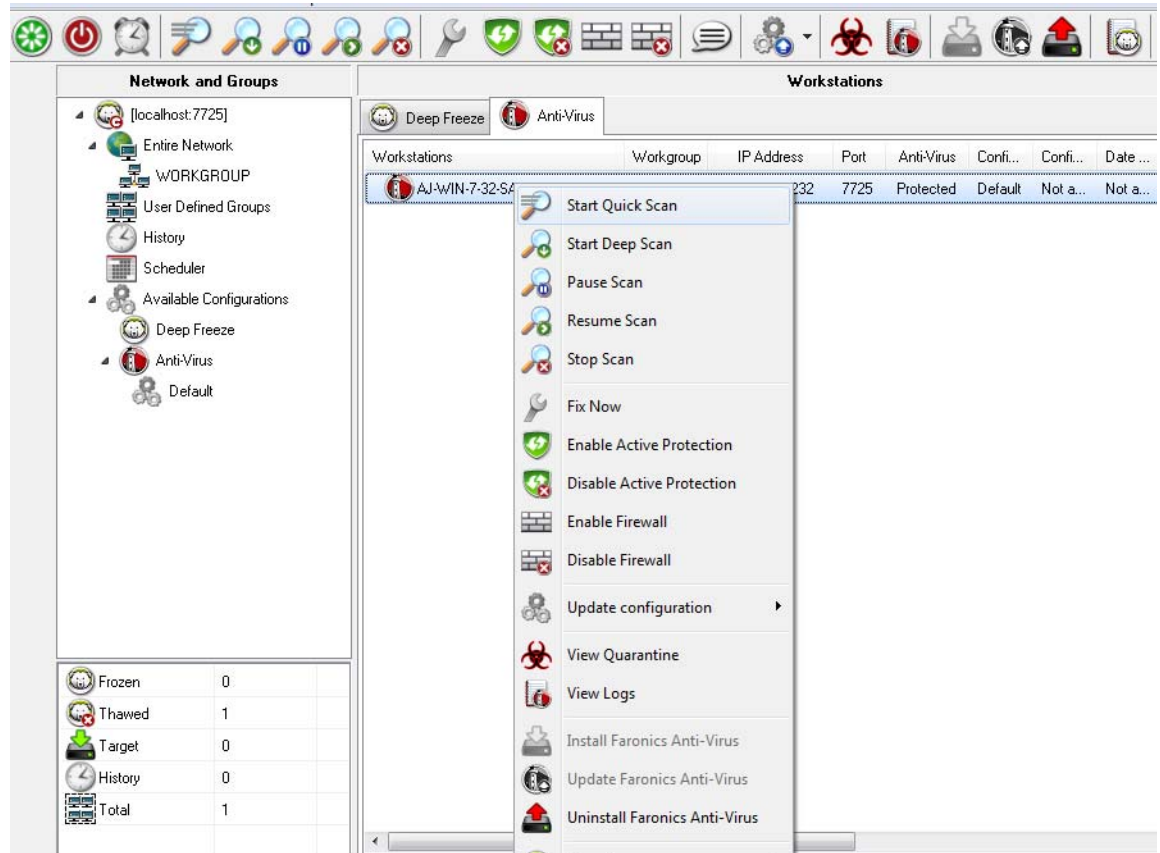 Network and Groups
Workstations
[localhost:7725]
Entire Network
WORKGROUP
User Defined Groups
History
Scheduler
Available Configurations
Deep Freeze
Anti-Virus
Default
Deep Freeze
Anti-Virus
Workstations Workgroup IP Address Port Anti-Virus Confi... Confi... Date ...
AJ-WIN-7-32-SA 232 7725 Protected Default Not a... Not a...
Start Quick Scan
Start Deep Scan
Pause Scan
Resume Scan
Stop Scan
Fix Now
Enable Active Protection
Disable Active Protection
Enable Firewall
Disable Firewall
Update configuration
View Quarantine
View Logs
Install Faronics Anti-Virus
Update Faronics Anti-Virus
Uninstall Faronics Anti-Virus
Frozen 0
Thawed 1
Target 0
History 0
Total 1